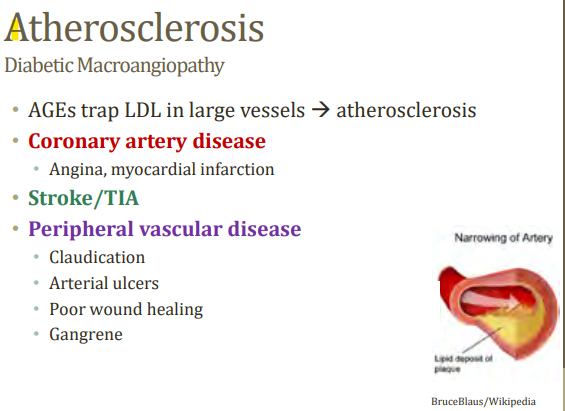 Atherosclerosis
Diabetic Macroangiopathy
• AGEs trap LDL in large vessels → atherosclerosis
• Coronary artery disease
• Angina, myocardial infarction
• Stroke/TIA
• Peripheral vascular disease
• Claudication
• Arterial ulcers
• Poor wound healing
• Gangrene
Narrowing of Artery
Lipid deposit of
plaque
BruceBlaus/Wikipedia